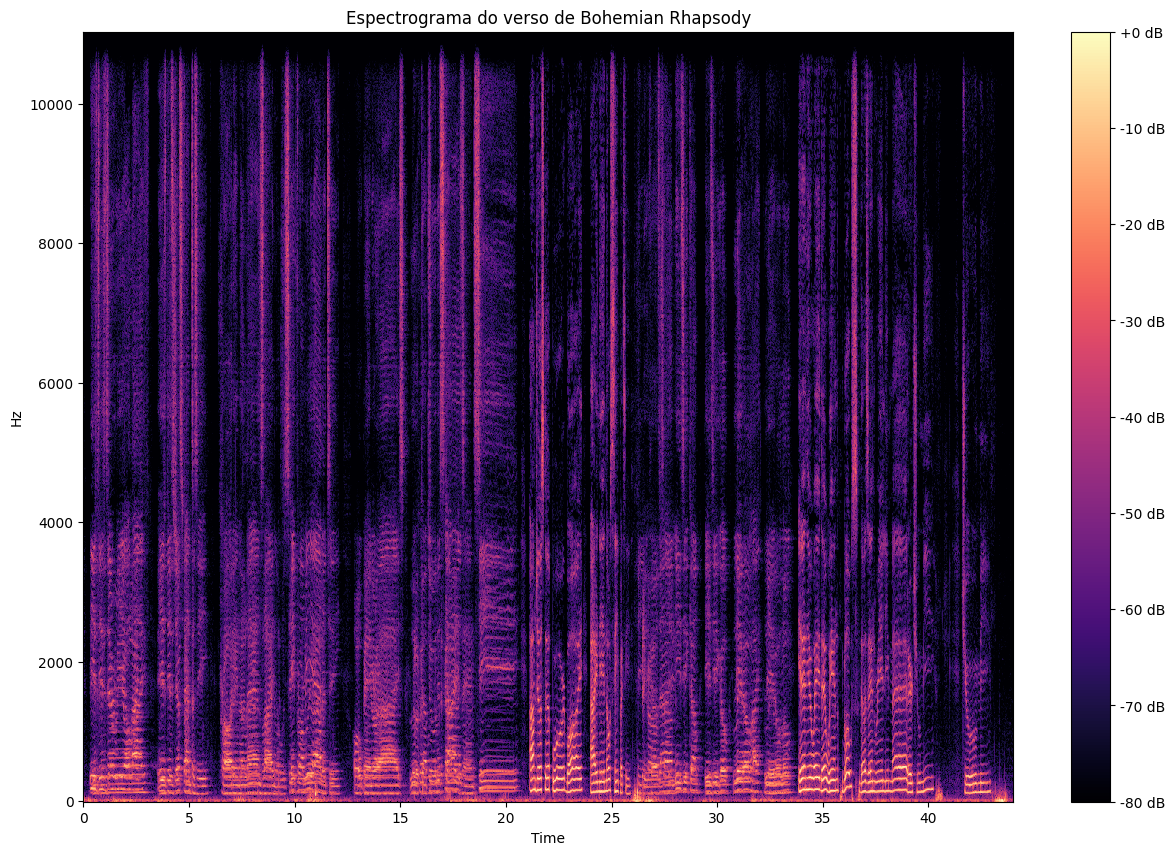 Espectrograma do verso de Bohemian Rhapsody
Hz
10000
8000
6000
4000
2000
0
0 5 10 15 20 25 30 35 40
Time
+0 dB
-10 dB
-20 dB
-30 dB
-40 dB
-50 dB
-60 dB
-70 dB
-80 dB